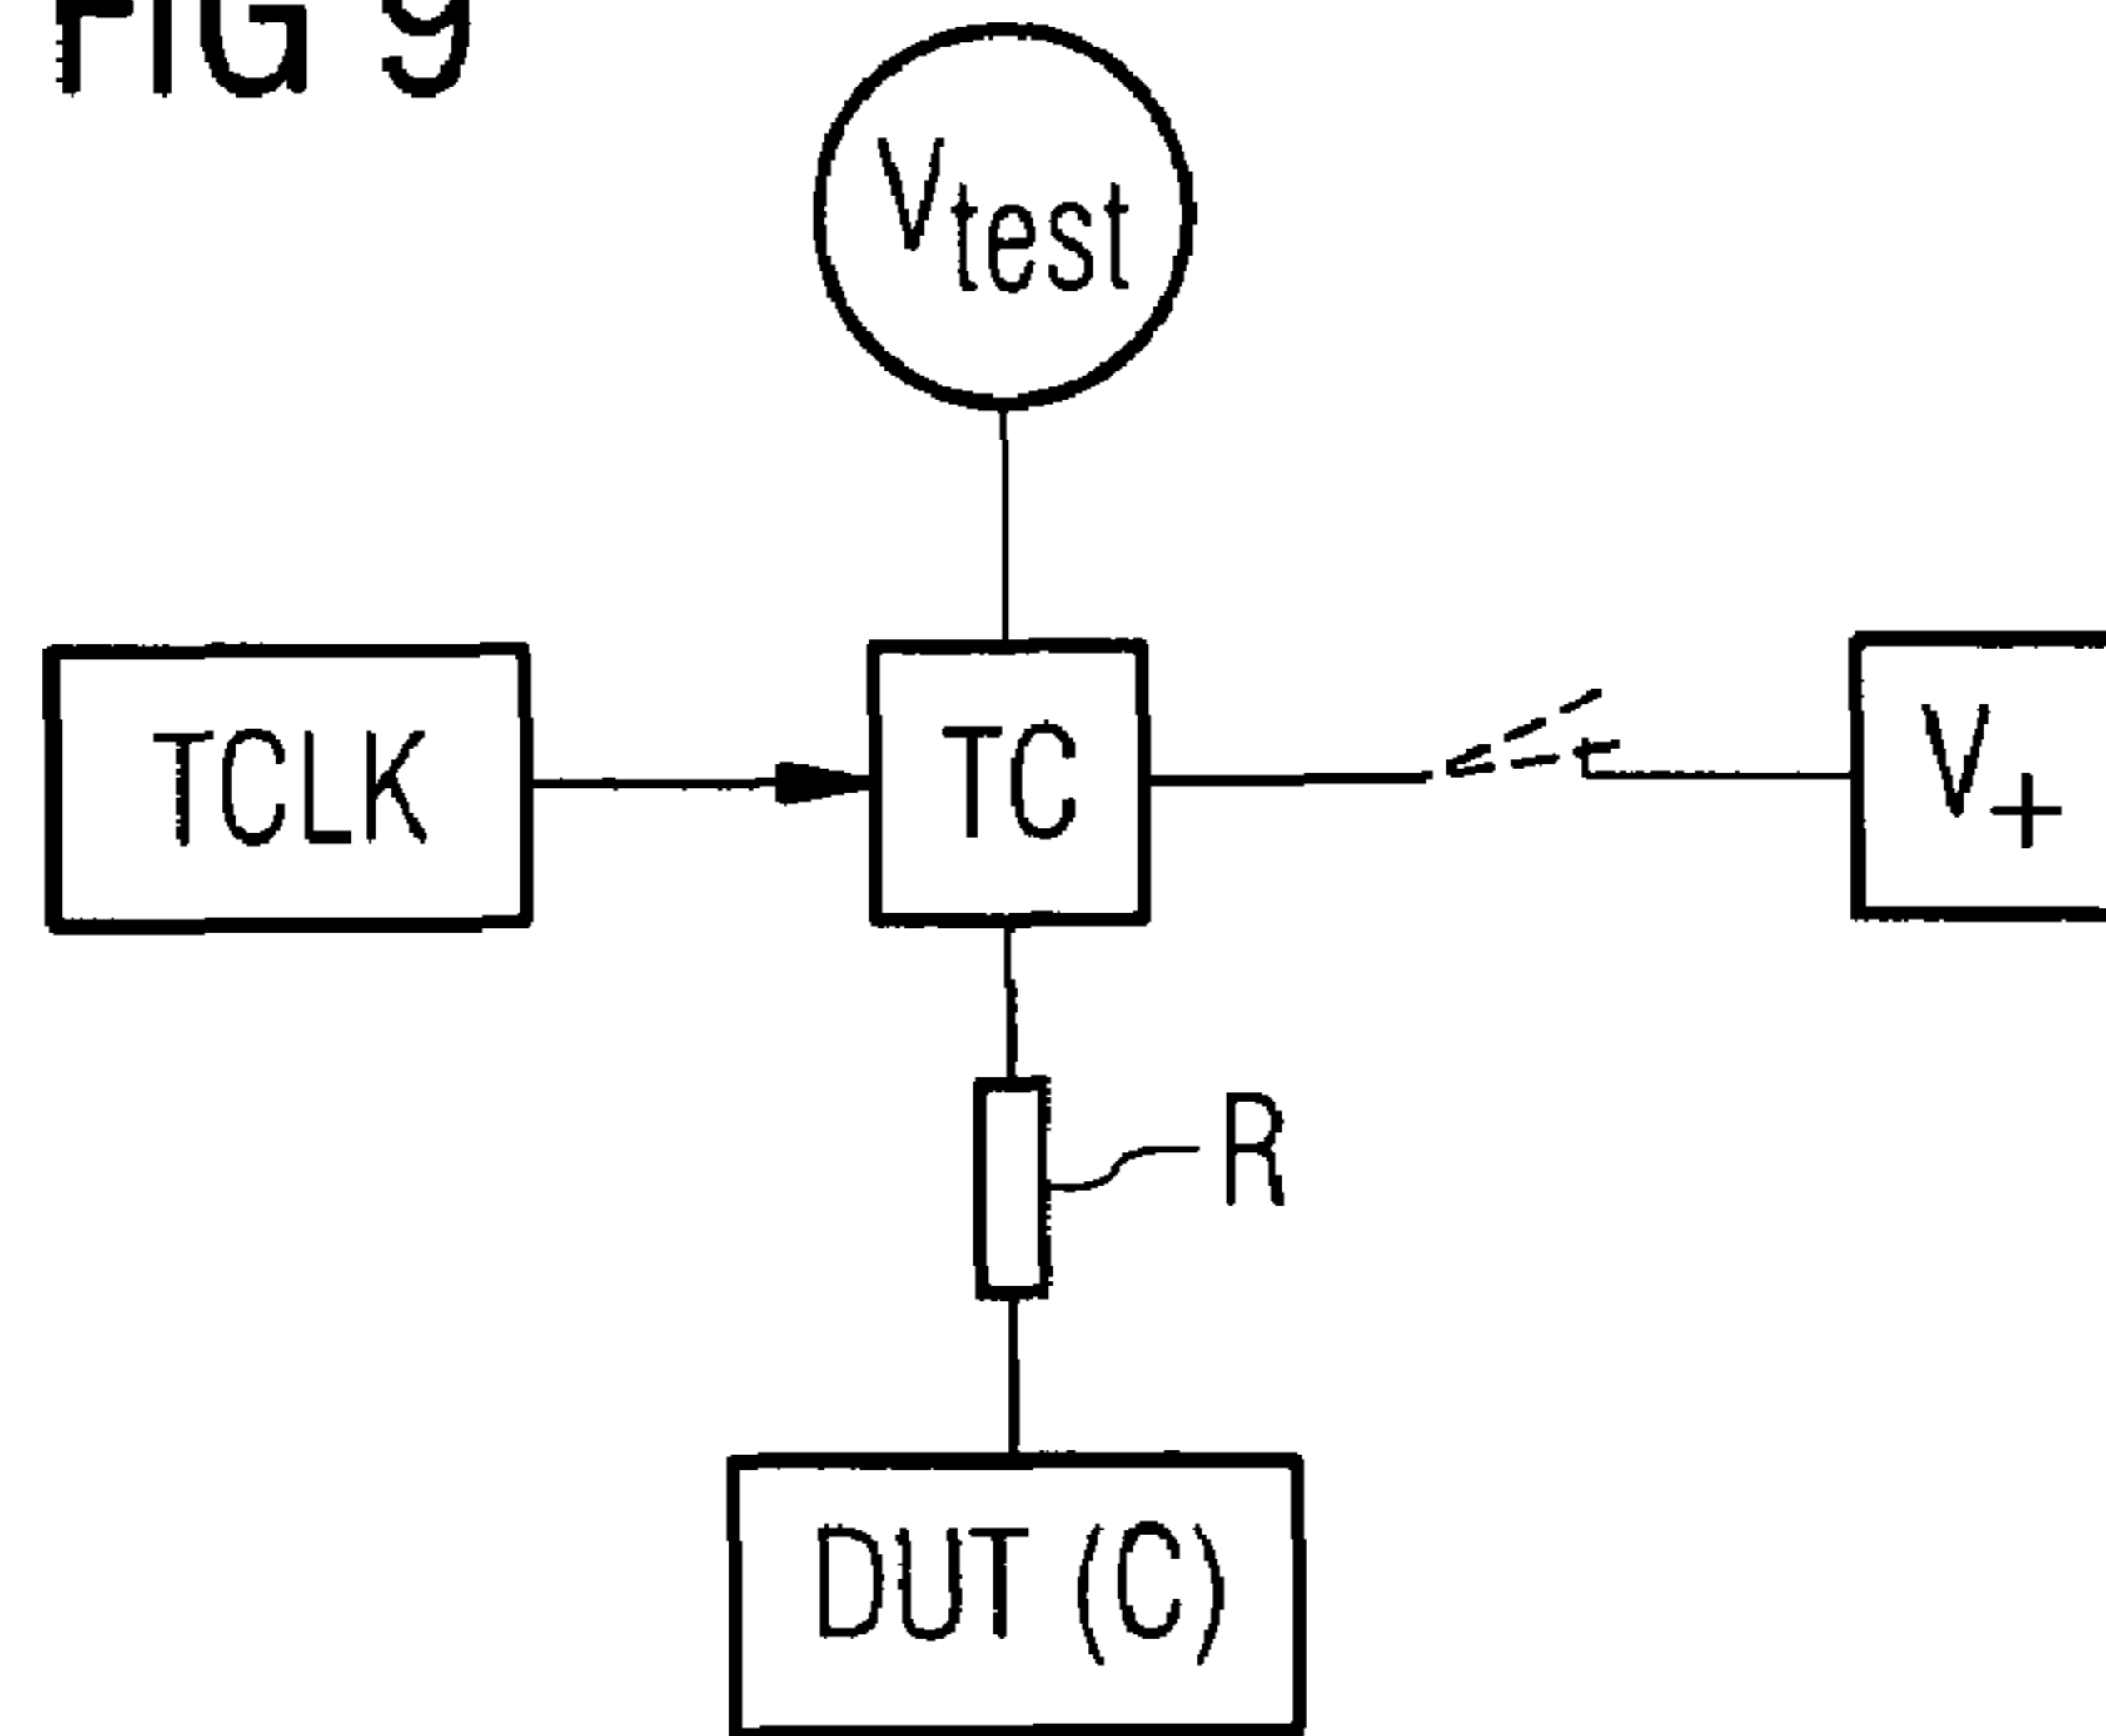 FIG 9
Vtest
TCLK
TC
V+
R
DUT (C)